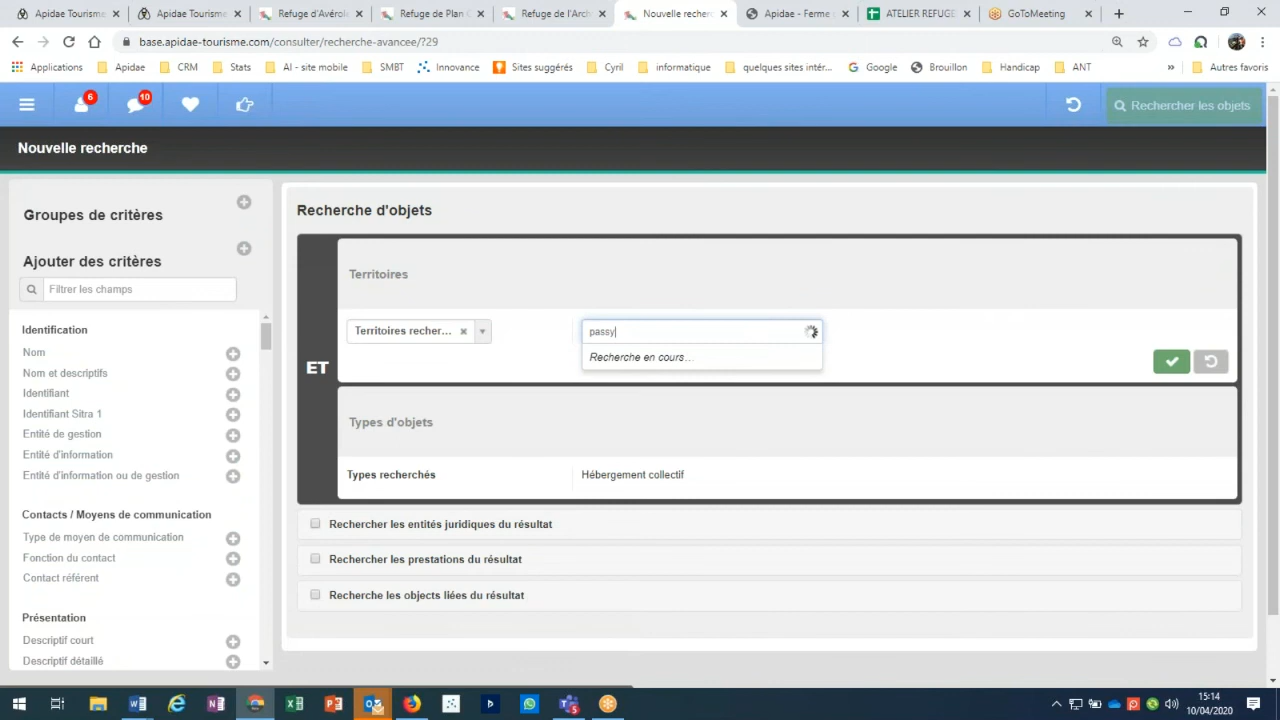 Apidae Tourisme
Apidae Tourisme
Refuge d'Avérole
Refuge de Plan
Refuge de l'Arch
Nouvelle recher
Apidae - Ferme
ATELIER REFUGE
GoToMeeting
base.apidae-tourisme.com/consulter/recherche-avancee/?29
Applications
Apidae
CRM
Stats
AI - site mobile
SMBT
Innovance
Sites suggérés
Cyril
informatique
quelques sites intér...
Google
Brouillon
Handicap
ANT
»
Autres favoris
6
10
Rechercher les objets
Nouvelle recherche
Groupes de critères
Ajouter des critères
Filtrer les champs
Identification
Nom
Nom et descriptifs
Identifiant
Identifiant Sitra 1
Entité de gestion
Entité d'information
Entité d'information ou de gestion
Contacts / Moyens de communication
Type de moyen de communication
Fonction du contact
Contact référent
Présentation
Descriptif court
Descriptif détaillé
Recherche d'objets
ET
Territoires
Territoires recher...
passy
Recherche en cours...
Types d'objets
Types recherchés
Hébergement collectif
Rechercher les entités juridiques du résultat
Rechercher les prestations du résultat
Recherche les objects liées du résultat
15:14
10/04/2020